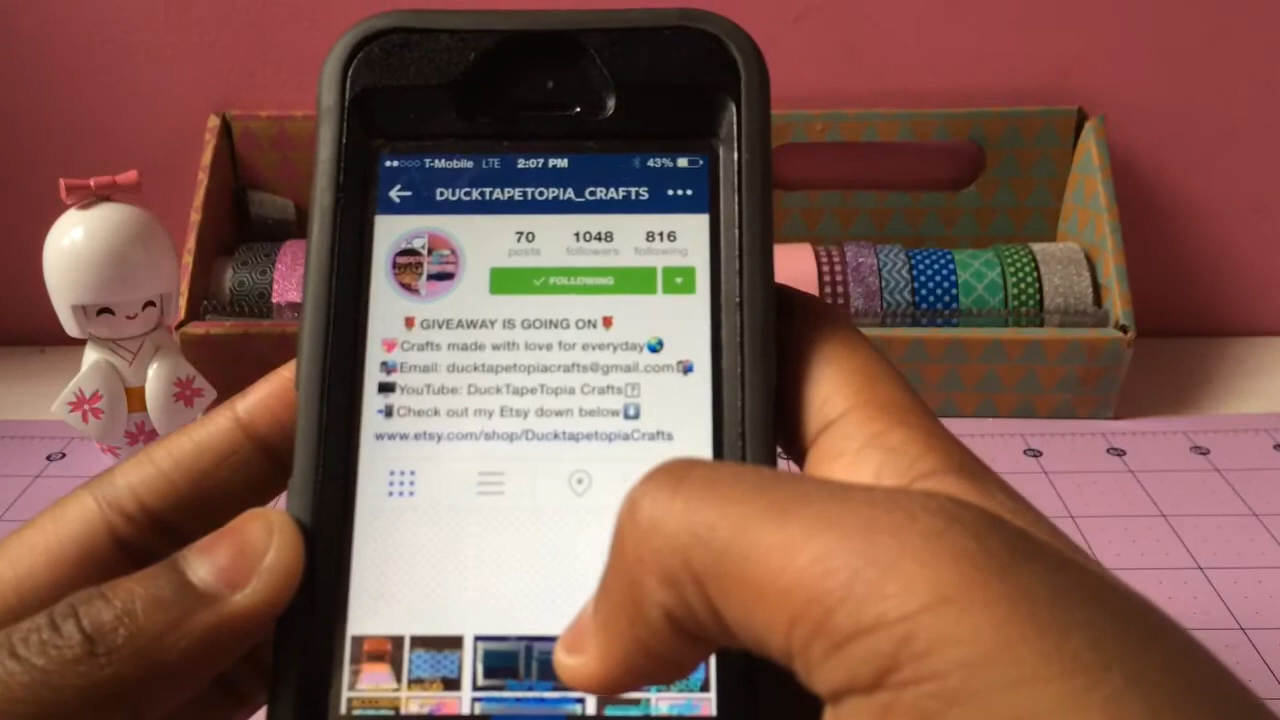 T-Mobile LTE 2:07 PM 43%
DUCKTAPETOPIA_CRAFTS
70 1048 816
posts followers following
FOLLOWING
GIVEAWAY IS GOING ON
Crafts made with love for everyday
Email: ducktapetopiacrafts@gmail.com
YouTube: DuckTapeTopia Crafts
Check out my Etsy down below
www.etsy.com/shop/DucktapetopiaCrafts